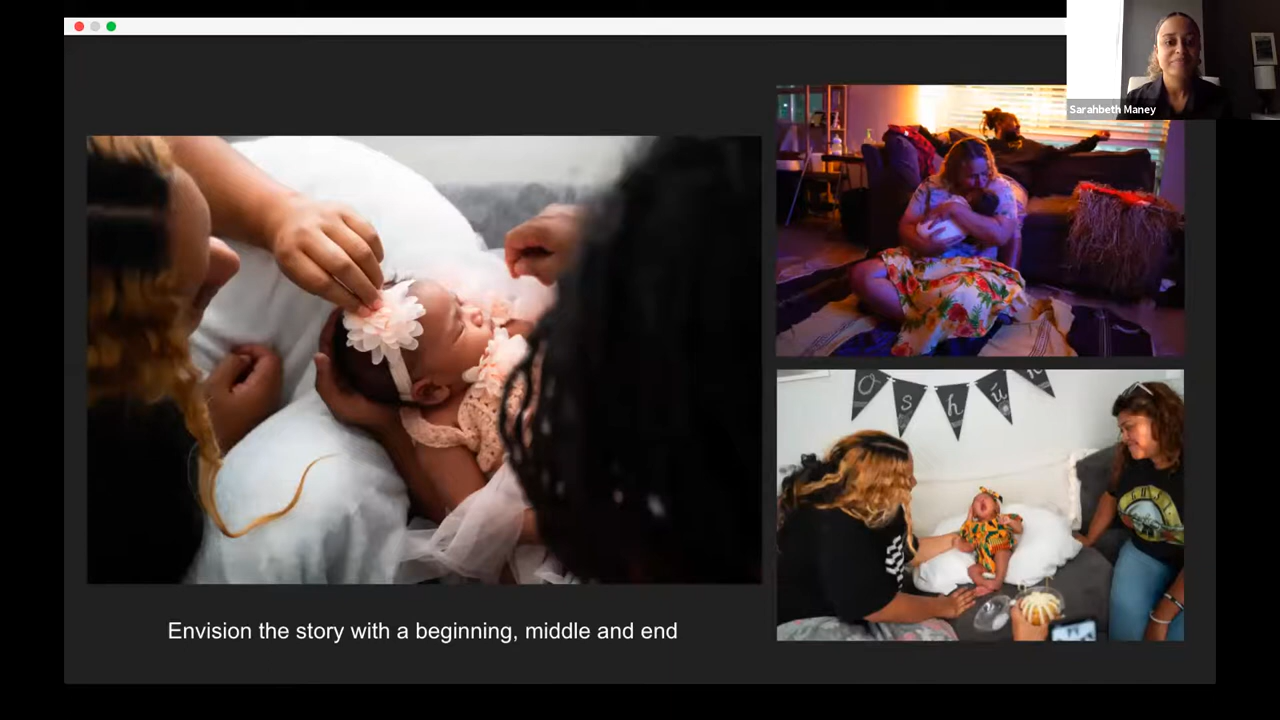 Sarahbeth Maney
O s h ú n
Envision the story with a beginning, middle and end